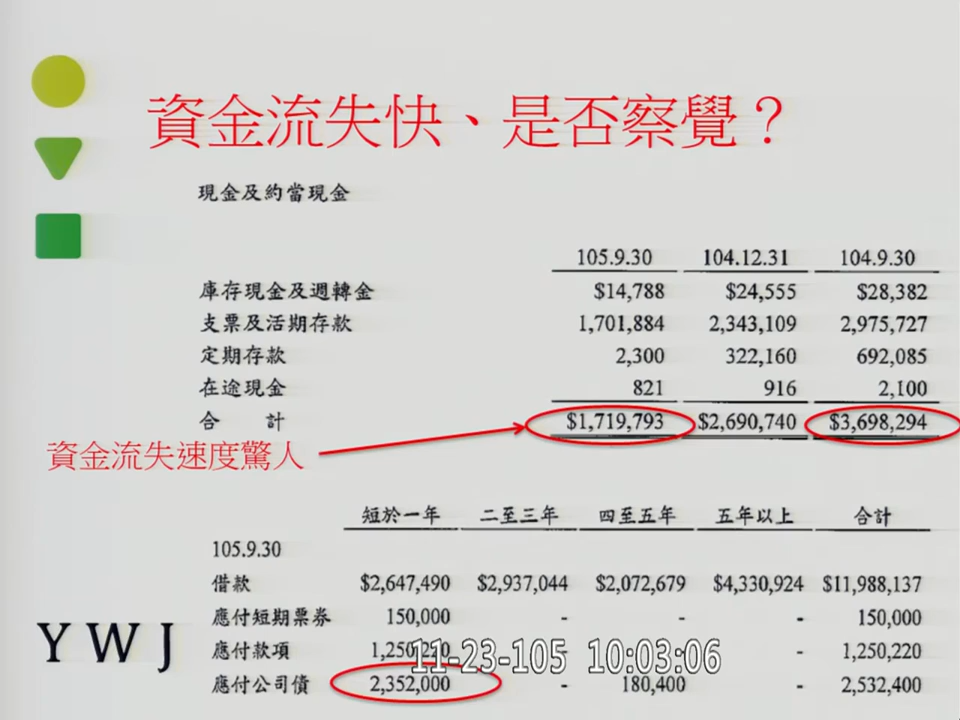 資金流失快、是否察覺？
現金及約當現金
105.9.30 104.12.31 104.9.30
庫存現金及週轉金 $14,788 $24,555 $28,382
支票及活期存款 1,701,884 2,343,109 2,975,727
定期存款 2,300 322,160 692,085
在途現金 821 916 2,100
合 計 $1,719,793 $2,690,740 $3,698,294
資金流失速度驚人
短於一年 二至三年 四至五年 五年以上 合計
105.9.30
借款 $2,647,490 $2,937,044 $2,072,679 $4,330,924 $11,988,137
應付短期票券 150,000 - - - 150,000
應付款項 1,250,220 - - - 1,250,220
應付公司債 2,352,000 - 180,400 - 2,532,400
YWJ
11-23-105 10:03:06